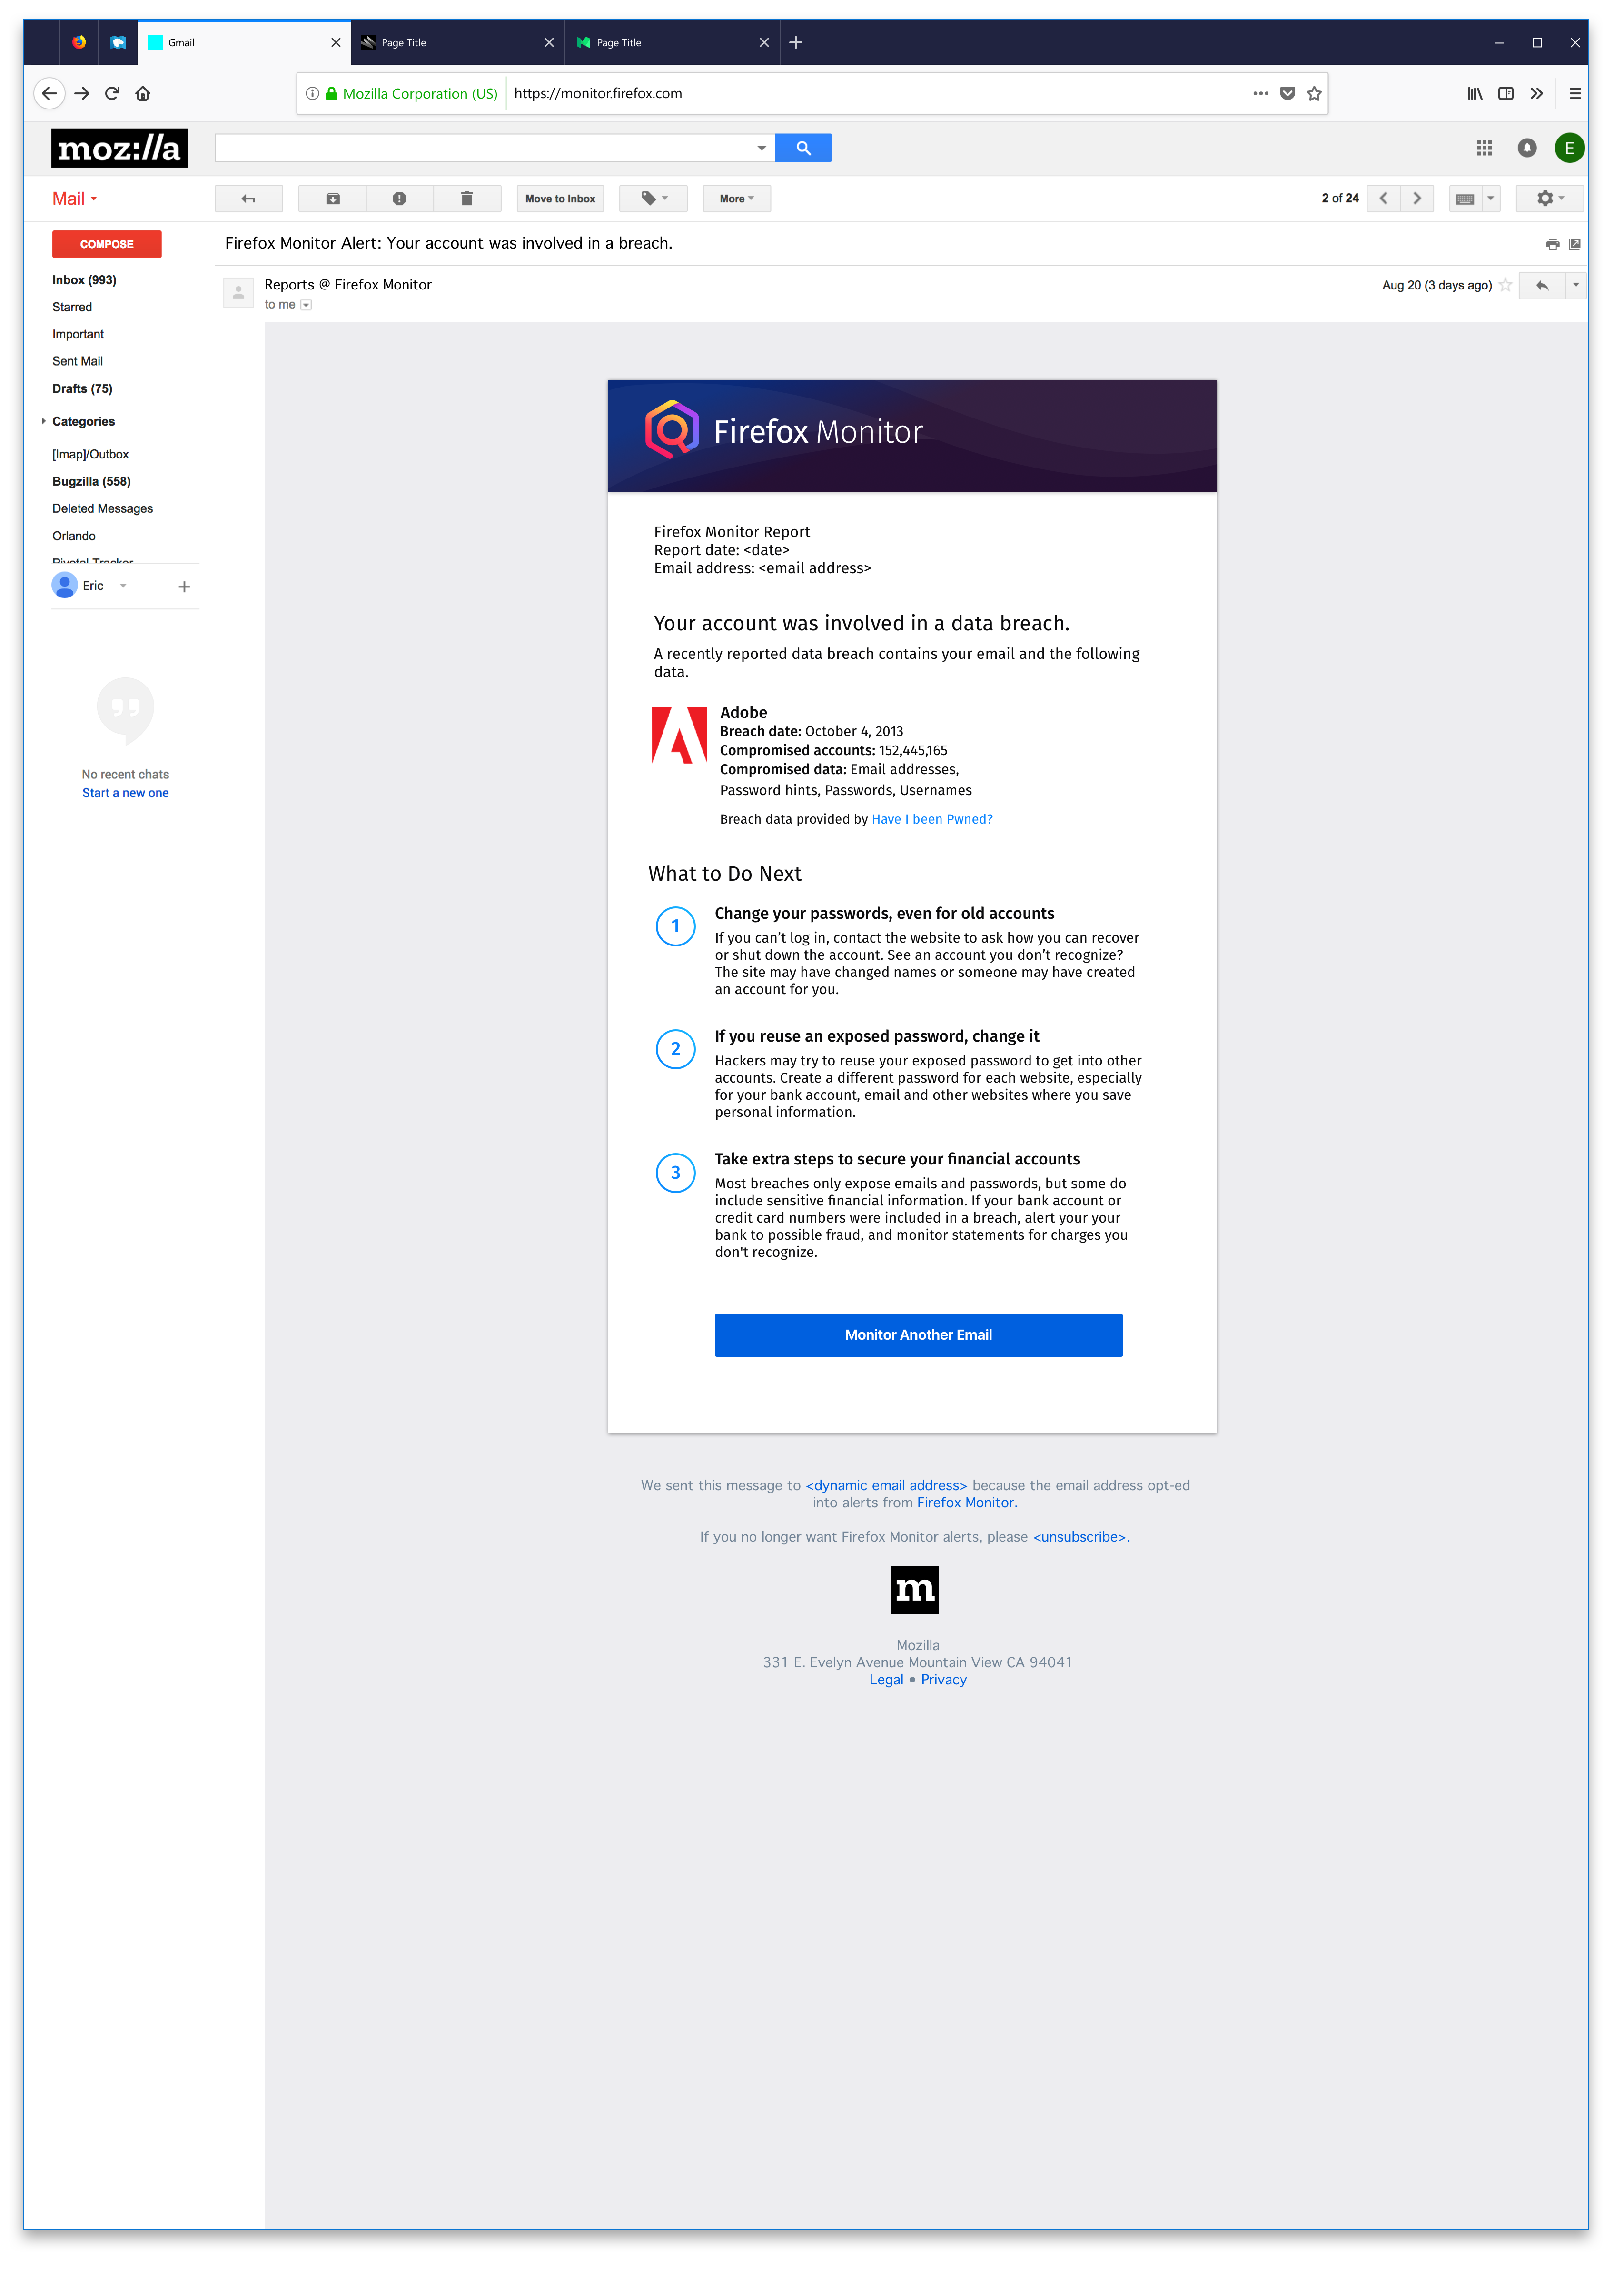 Gmail
Page Title
Page Title
Mozilla Corporation (US) https://monitor.firefox.com
moz://a
E
Mail
Move to Inbox
More
2 of 24
COMPOSE
Firefox Monitor Alert: Your account was involved in a breach.
Inbox (993)
Starred
Important
Sent Mail
Drafts (75)
Categories
[Imap]/Outbox
Bugzilla (558)
Deleted Messages
Orlando
Pivotal Tracker
Eric
No recent chats
Start a new one
Reports @ Firefox Monitor
to me
Aug 20 (3 days ago)
Firefox Monitor
Firefox Monitor Report
Report date: <date>
Email address: <email address>
Your account was involved in a data breach.
A recently reported data breach contains your email and the following
data.
Adobe
Breach date: October 4, 2013
Compromised accounts: 152,445,165
Compromised data: Email addresses,
Password hints, Passwords, Usernames
Breach data provided by Have I been Pwned?
What to Do Next
1
Change your passwords, even for old accounts
If you can’t log in, contact the website to ask how you can recover
or shut down the account. See an account you don’t recognize?
The site may have changed names or someone may have created
an account for you.
2
If you reuse an exposed password, change it
Hackers may try to reuse your exposed password to get into other
accounts. Create a different password for each website, especially
for your bank account, email and other websites where you save
personal information.
3
Take extra steps to secure your financial accounts
Most breaches only expose emails and passwords, but some do
include sensitive financial information. If your bank account or
credit card numbers were included in a breach, alert your your
bank to possible fraud, and monitor statements for charges you
don't recognize.
Monitor Another Email
We sent this message to <dynamic email address> because the email address opt-ed
into alerts from Firefox Monitor.
If you no longer want Firefox Monitor alerts, please <unsubscribe>.
m
Mozilla
331 E. Evelyn Avenue Mountain View CA 94041
Legal • Privacy